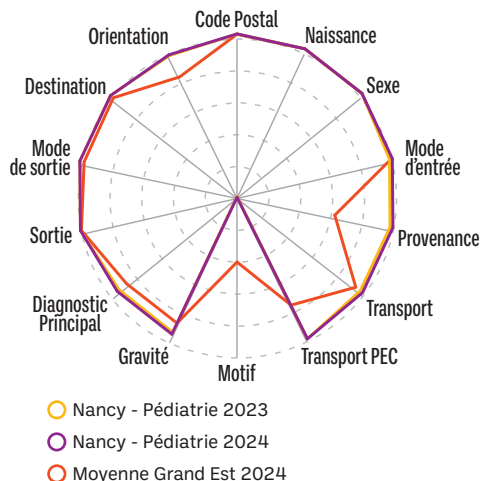 Code Postal
Naissance
Sexe
Mode
d'entrée
Provenance
Transport
Transport PEC
Motif
Gravité
Diagnostic
Principal
Sortie
Mode
de sortie
Destination
Orientation
Nancy - Pédiatrie 2023
Nancy - Pédiatrie 2024
Moyenne Grand Est 2024